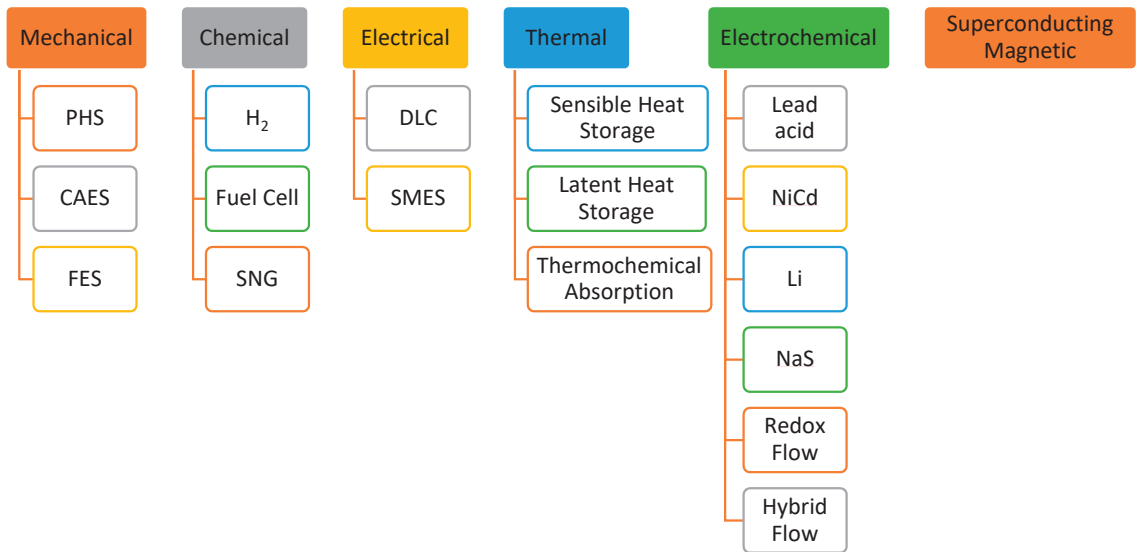 Mechanical
PHS
CAES
FES
Chemical
H₂
Fuel Cell
SNG
Electrical
DLC
SMES
Thermal
Sensible Heat
Storage
Latent Heat
Storage
Thermochemical
Absorption
Electrochemical
Lead
acid
NiCd
Li
NaS
Redox
Flow
Hybrid
Flow
Superconducting
Magnetic